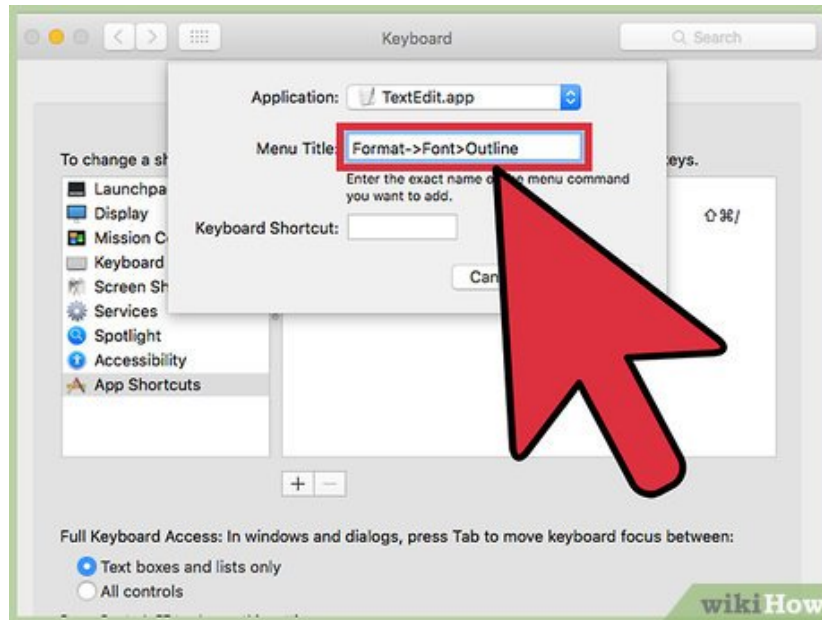 Keyboard
Search
Application: TextEdit.app
Menu Title: Format->Font>Outline
To change a sh
eys.
Enter the exact name o
the menu command
you want to add.
Launchpa
Display
⇧⌘/
Mission C
Keyboard Shortcut:
Keyboard
Can
Screen Sh
Services
Spotlight
Accessibility
App Shortcuts
+ −
Full Keyboard Access: In windows and dialogs, press Tab to move keyboard focus between:
Text boxes and lists only
All controls
wikiHow